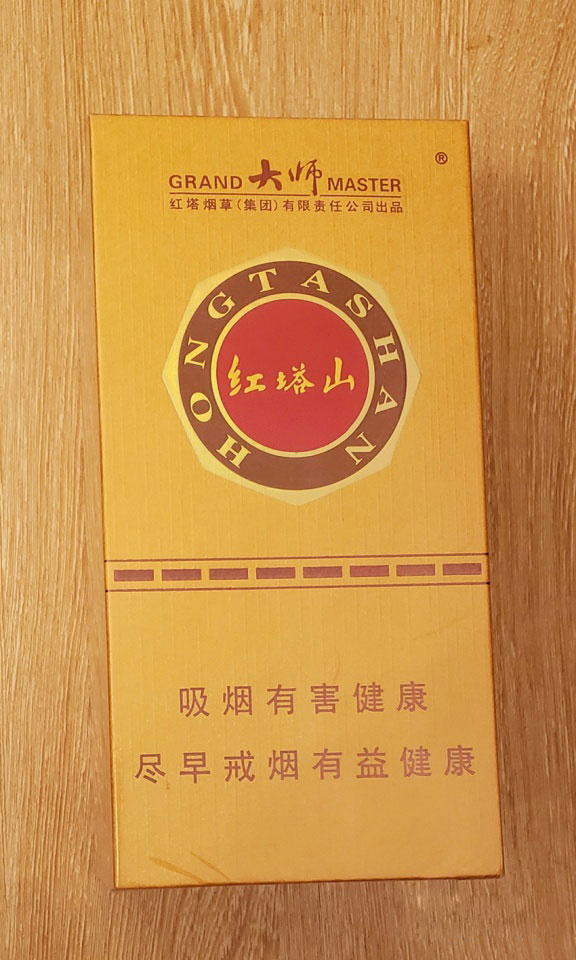 ®
GRAND 大师 MASTER
红塔烟草(集团)有限责任公司出品
HONGTASHAN
红塔山
吸烟有害健康
尽早戒烟有益健康